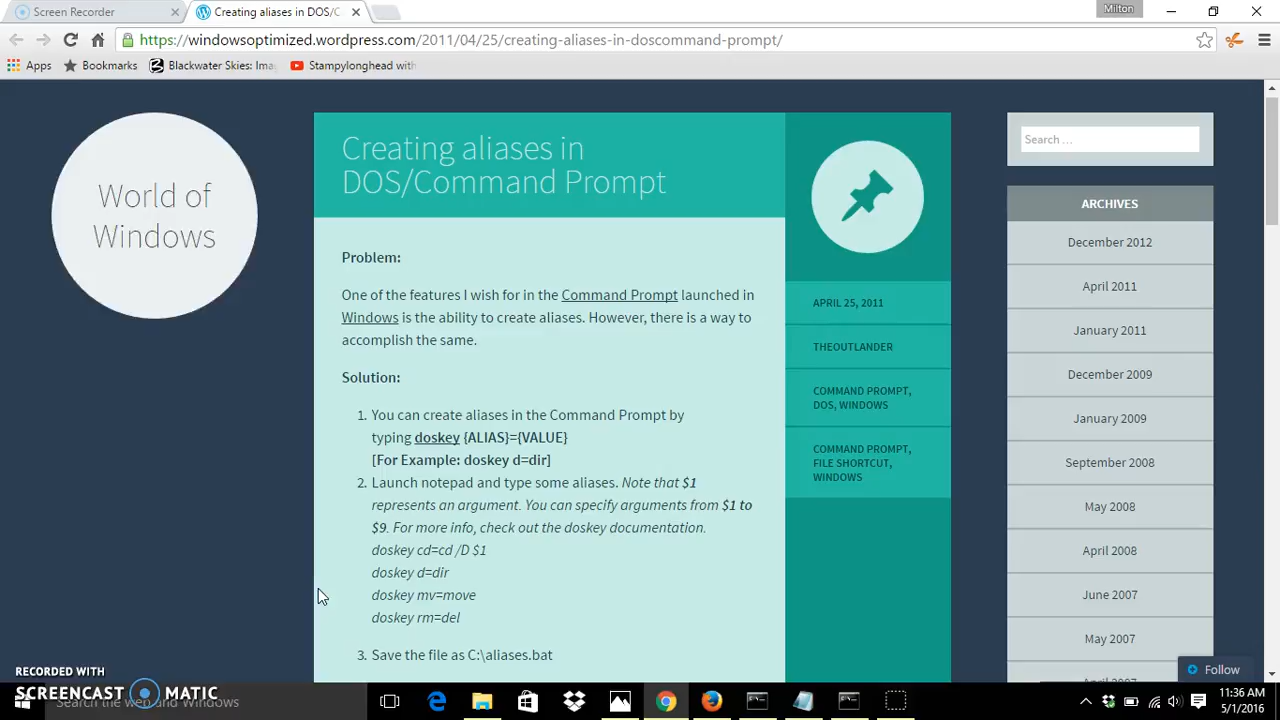 Screen Recorder
Creating aliases in DOS/C
Milton
https://windowsoptimized.wordpress.com/2011/04/25/creating-aliases-in-doscommand-prompt/
Apps
Bookmarks
Blackwater Skies: Ima
Stampylonghead with
World of
Windows
Creating aliases in
DOS/Command Prompt
Problem:
One of the features I wish for in the Command Prompt launched in
Windows is the ability to create aliases. However, there is a way to
accomplish the same.
Solution:
1. You can create aliases in the Command Prompt by
typing doskey {ALIAS}={VALUE}
[For Example: doskey d=dir]
2. Launch notepad and type some aliases. Note that $1
represents an argument. You can specify arguments from $1 to
$9. For more info, check out the doskey documentation.
doskey cd=cd /D $1
doskey d=dir
doskey mv=move
doskey rm=del
3. Save the file as C:\aliases.bat
APRIL 25, 2011
THEOUTLANDER
COMMAND PROMPT,
DOS, WINDOWS
COMMAND PROMPT,
FILE SHORTCUT,
WINDOWS
Search …
ARCHIVES
December 2012
April 2011
January 2011
December 2009
January 2009
September 2008
May 2008
April 2008
June 2007
May 2007
April 2007
Follow
RECORDED WITH
SCREENCAST MATIC
Search the web and Windows
11:36 AM
5/1/2016